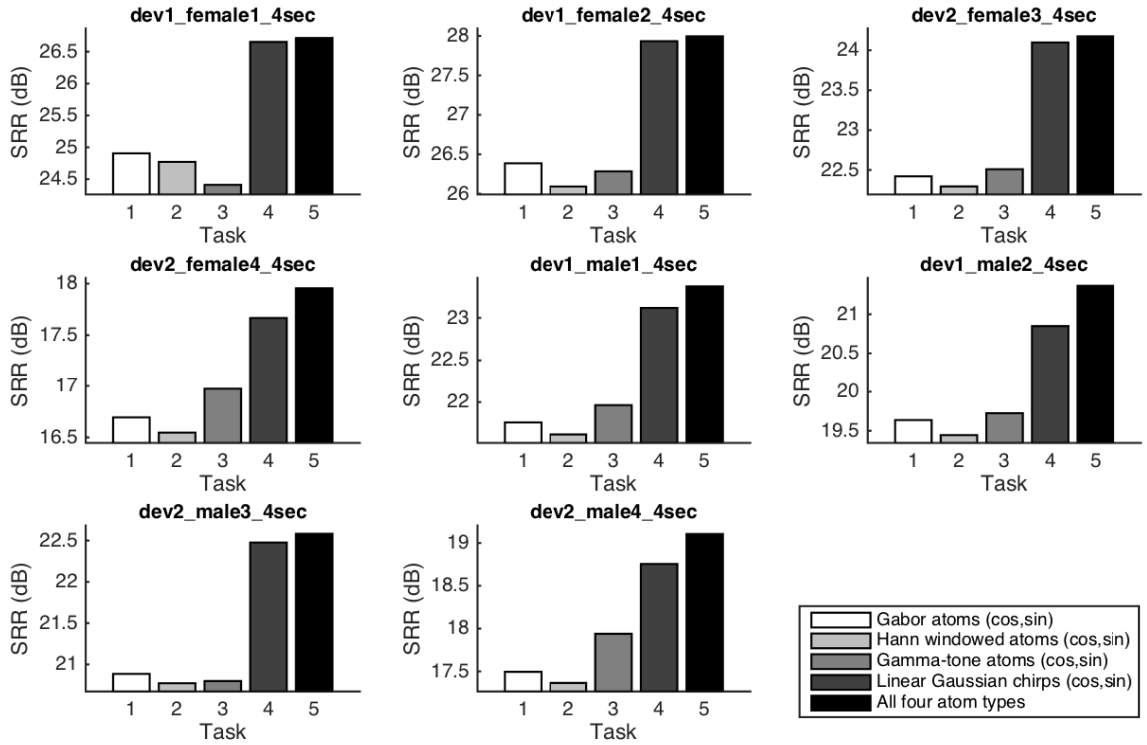 dev1_female1_4sec
SRR (dB)
26.5
26
25.5
25
24.5
1 2 3 4 5
Task
dev1_female2_4sec
SRR (dB)
28
27.5
27
26.5
26
1 2 3 4 5
Task
dev2_female3_4sec
SRR (dB)
24
23.5
23
22.5
1 2 3 4 5
Task
dev2_female4_4sec
SRR (dB)
18
17.5
17
16.5
1 2 3 4 5
Task
dev1_male1_4sec
SRR (dB)
23
22.5
22
1 2 3 4 5
Task
dev1_male2_4sec
SRR (dB)
21
20.5
20
19.5
1 2 3 4 5
Task
dev2_male3_4sec
SRR (dB)
22.5
22
21.5
21
1 2 3 4 5
Task
dev2_male4_4sec
SRR (dB)
19
18.5
18
17.5
1 2 3 4 5
Task
Gabor atoms (cos,sin)
Hann windowed atoms (cos,sin)
Gamma-tone atoms (cos,sin)
Linear Gaussian chirps (cos,sin)
All four atom types